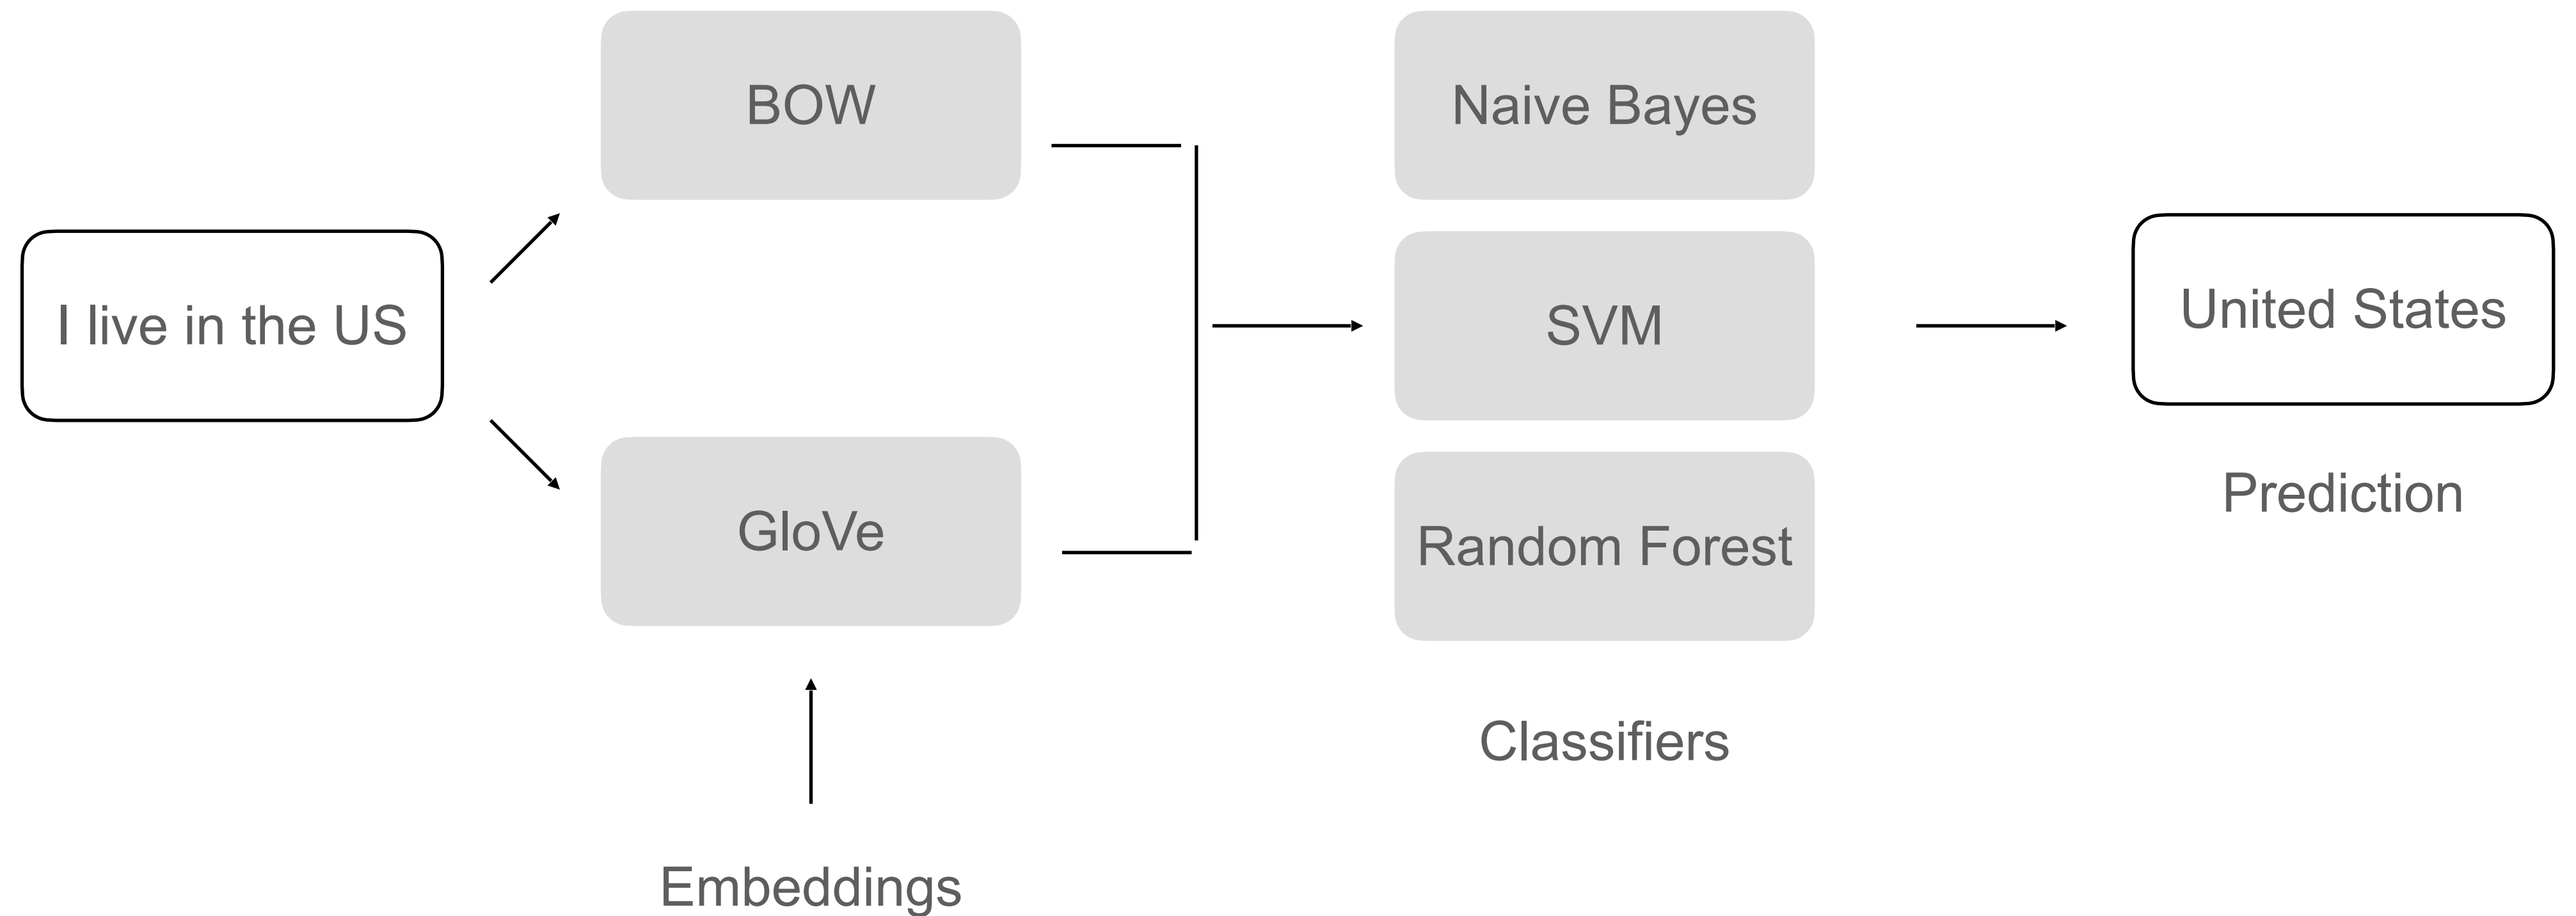 I live in the US
BOW
GloVe
Embeddings
Naive Bayes
SVM
Random Forest
Classifiers
United States
Prediction